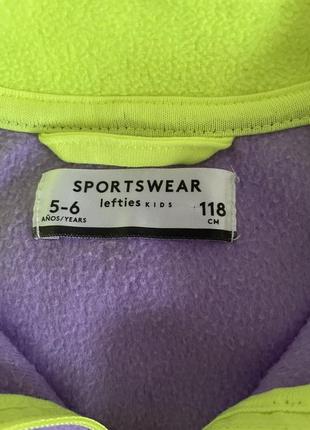 SPORTSWEAR
lefties KIDS
5-6 118
AÑOS/YEARS CM